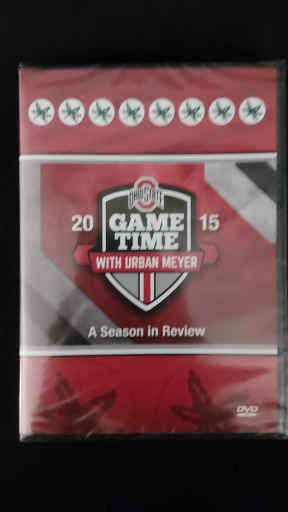 OHIO STATE
20 GAME 15
TIME
WITH URBAN MEYER
A Season in Review
DVD